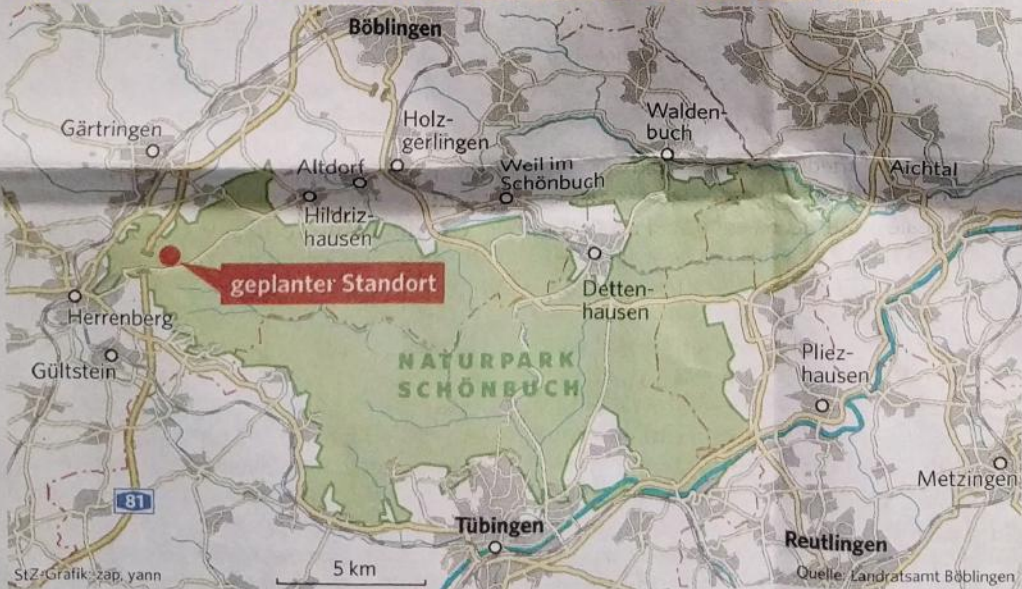 Böblingen
Gärtringen
Holz-
gerlingen
Altdorf
Hildriz-
hausen
Weil im
Schönbuch
Walden-
buch
Aichtal
geplanter Standort
Detten-
hausen
Herrenberg
Gültstein
NATURPARK
SCHÖNBUCH
Pliez-
hausen
Metzingen
81
Tübingen
Reutlingen
StZ-Grafik: zap, yann
5 km
Quelle: Landratsamt Böblingen